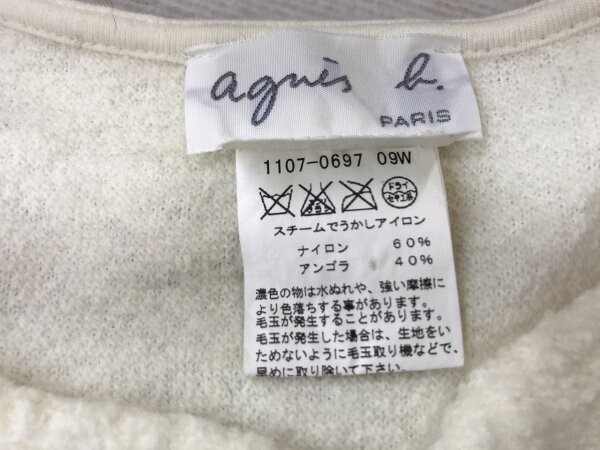 agnès b.
PARIS
1107-0697 09W
エンソサラシ
ドライ
セキユ系
スチームでうかしアイロン
ナイロン 60%
アンゴラ 40%
濃色の物は水ぬれや、強い摩擦に
より色落ちする事があります。
毛玉が発生することがあります。
毛玉が発生した場合は、生地をい
ためないように毛玉取り機などで、
早めに取り除いて下さい。